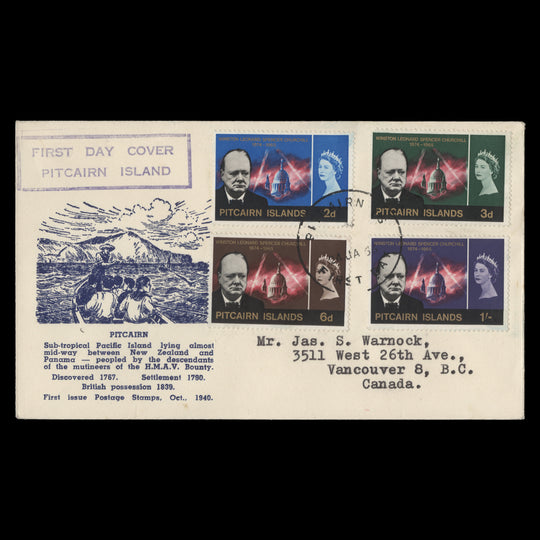 FIRST DAY COVER
PITCAIRN ISLAND
WINSTON LEONARD SPENCER CHURCHILL
1874-1965
PITCAIRN ISLANDS 2d
WINSTON LEONARD SPENCER CHURCHILL
1874-1965
PITCAIRN ISLANDS 3d
WINSTON LEONARD SPENCER CHURCHILL
1874-1965
PITCAIRN ISLANDS 6d
WINSTON LEONARD SPENCER CHURCHILL
1874-1965
PITCAIRN ISLANDS 1/-
PITCAIRN
Sub-tropical Pacific Island lying almost
mid-way between New Zealand and
Panama — peopled by the descendants
of the mutineers of the H.M.A.V. Bounty.
Discovered 1767. Settlement 1790.
British possession 1839.
First issue Postage Stamps, Oct., 1940.
Mr. Jas. S. Warnock,
3511 West 26th Ave.,
Vancouver 8, B.C.
Canada.